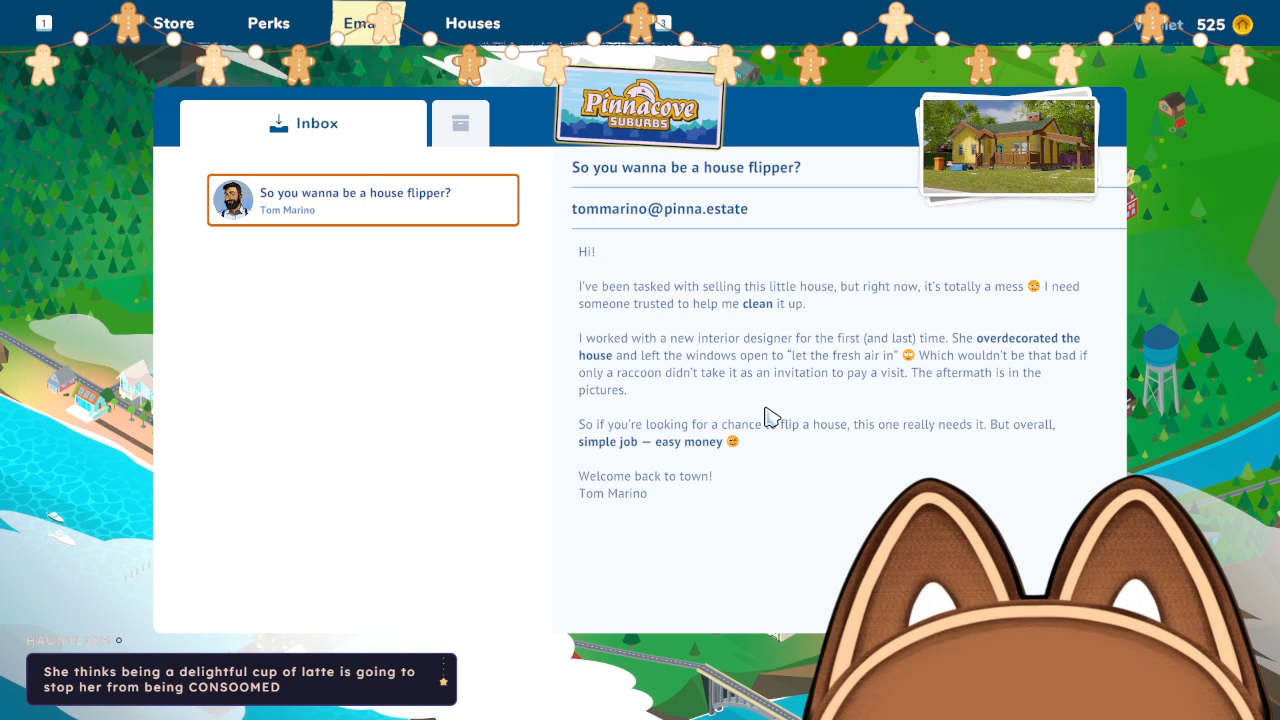 1 Store Perks Houses 3 525
Inbox
Pinnacove
SUBURBS
So you wanna be a house flipper?
Tom Marino
So you wanna be a house flipper?
tommarino@pinna.estate
Hi!
I've been tasked with selling this little house, but right now, it's totally a mess 😳 I need
someone trusted to help me clean it up.
I worked with a new interior designer for the first (and last) time. She overdecorated the
house and left the windows open to "let the fresh air in" 🙄 Which wouldn't be that bad if
only a raccoon didn't take it as an invitation to pay a visit. The aftermath is in the
pictures.
So if you're looking for a chance flip a house, this one really needs it. But overall,
simple job — easy money 😉
Welcome back to town!
Tom Marino
She thinks being a delightful cup of latte is going to
stop her from being CONSOOMED